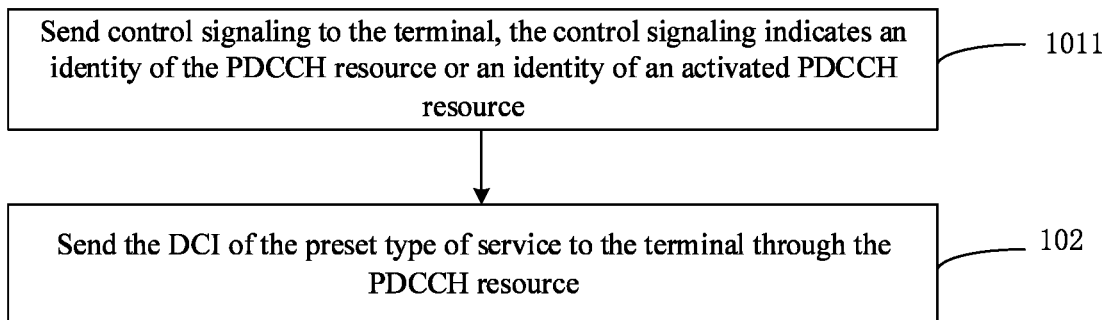 Send control signaling to the terminal, the control signaling indicates an
identity of the PDCCH resource or an identity of an activated PDCCH
resource
1011
Send the DCI of the preset type of service to the terminal through the
PDCCH resource
102